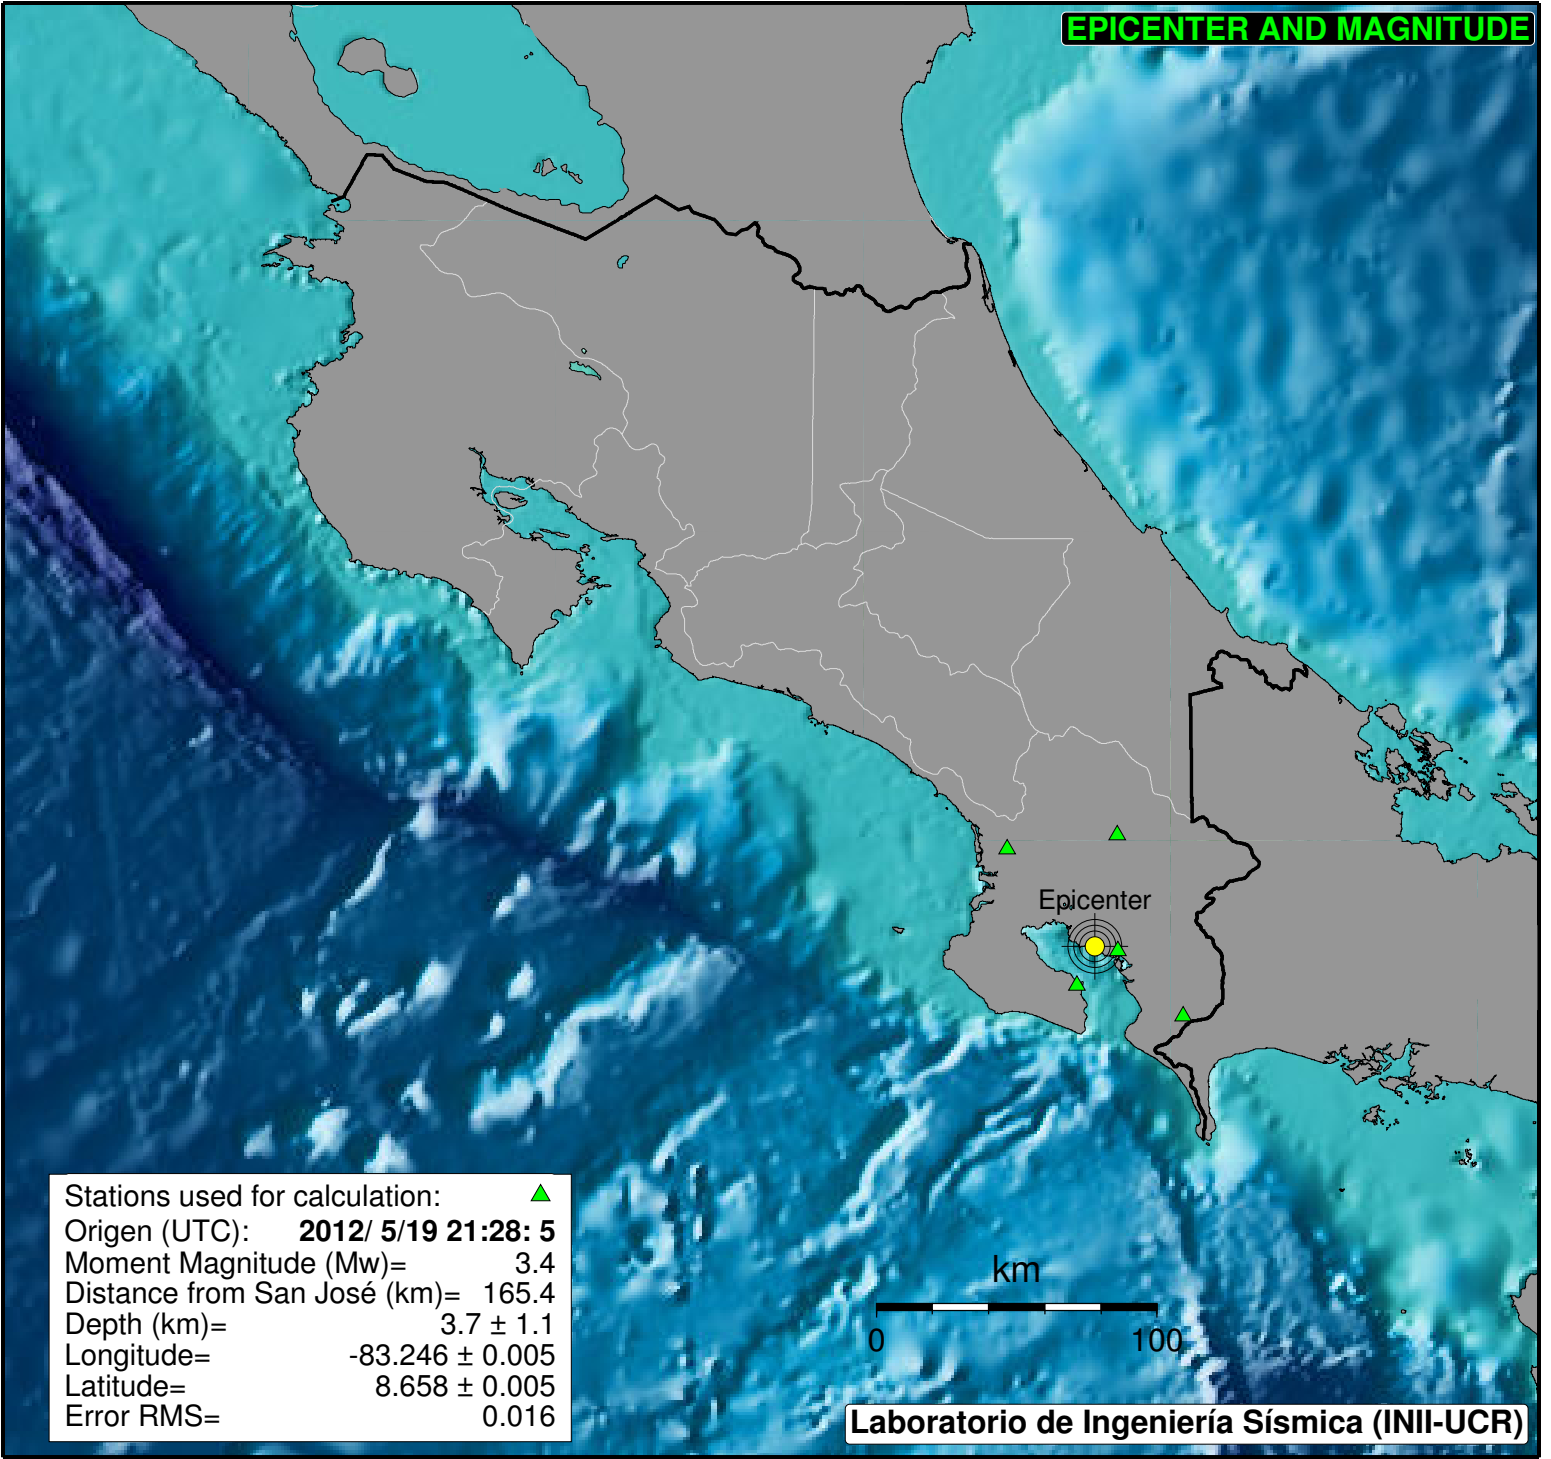 EPICENTER AND MAGNITUDE
Epicenter
Stations used for calculation:
Origen (UTC): 2012/ 5/19 21:28: 5
Moment Magnitude (Mw)= 3.4
Distance from San José (km)= 165.4
Depth (km)= 3.7 ± 1.1
Longitude= -83.246 ± 0.005
Latitude= 8.658 ± 0.005
Error RMS= 0.016
km
0 100
Laboratorio de Ingeniería Sísmica (INII-UCR)